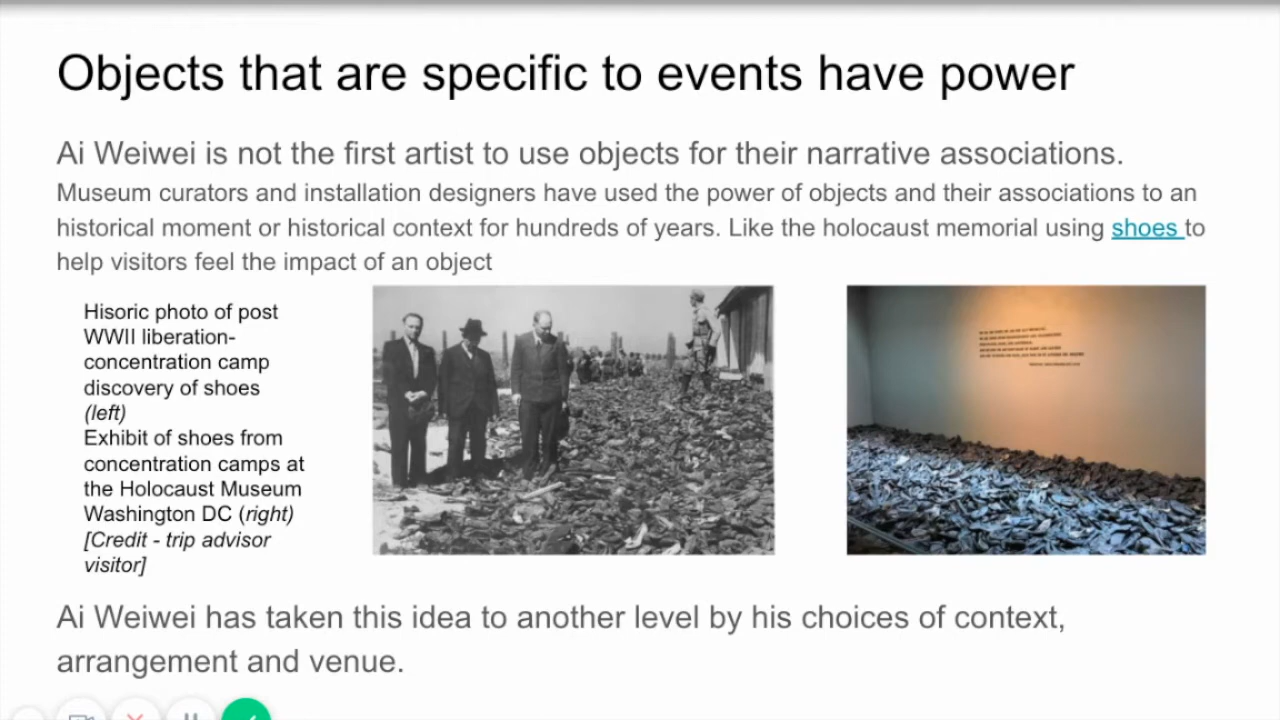 Objects that are specific to events have power
Ai Weiwei is not the first artist to use objects for their narrative associations.
Museum curators and installation designers have used the power of objects and their associations to an
historical moment or historical context for hundreds of years. Like the holocaust memorial using shoes to
help visitors feel the impact of an object
Hisoric photo of post
WWII liberation-
concentration camp
discovery of shoes
(left)
Exhibit of shoes from
concentration camps at
the Holocaust Museum
Washington DC (right)
[Credit - trip advisor
visitor]
Ai Weiwei has taken this idea to another level by his choices of context,
arrangement and venue.